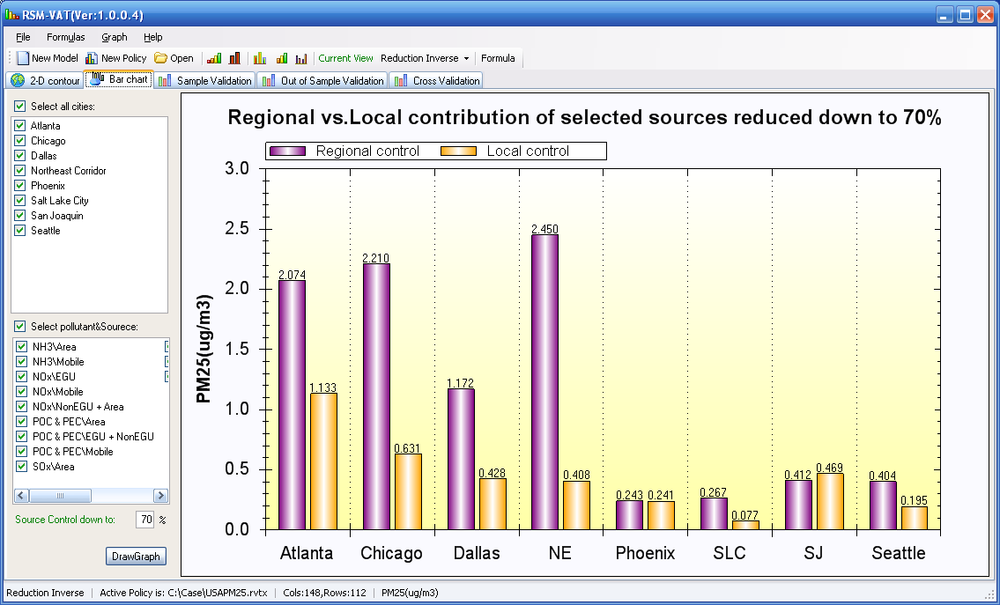 RSM-VAT(Ver:1.0.0.4)
File Formulas Graph Help
New Model New Policy Open Current View Reduction Inverse Formula
2-D contour Bar chart Sample Validation Out of Sample Validation Cross Validation
Select all cities:
Atlanta
Chicago
Dallas
Northeast Corridor
Phoenix
Salt Lake City
San Joaquin
Seattle
Select pollutant&Sourece:
NH3\Area
NH3\Mobile
NOx\EGU
NOx\Mobile
NOx\NonEGU + Area
POC & PEC\Area
POC & PEC\EGU + NonEGU
POC & PEC\Mobile
SOx\Area
Source Control down to: 70 %
DrawGraph
Regional vs.Local contribution of selected sources reduced down to 70%
Regional control Local control
PM25(ug/m3)
3.0
2.5
2.0
1.5
1.0
0.5
0.0
2.074
1.133
2.210
0.631
1.172
0.428
2.450
0.408
0.243
0.241
0.267
0.077
0.412
0.469
0.404
0.195
Atlanta Chicago Dallas NE Phoenix SLC SJ Seattle
Reduction Inverse Active Policy is: C:\Case\USAPM25.rvtx Cols:148,Rows:112 PM25(ug/m3)